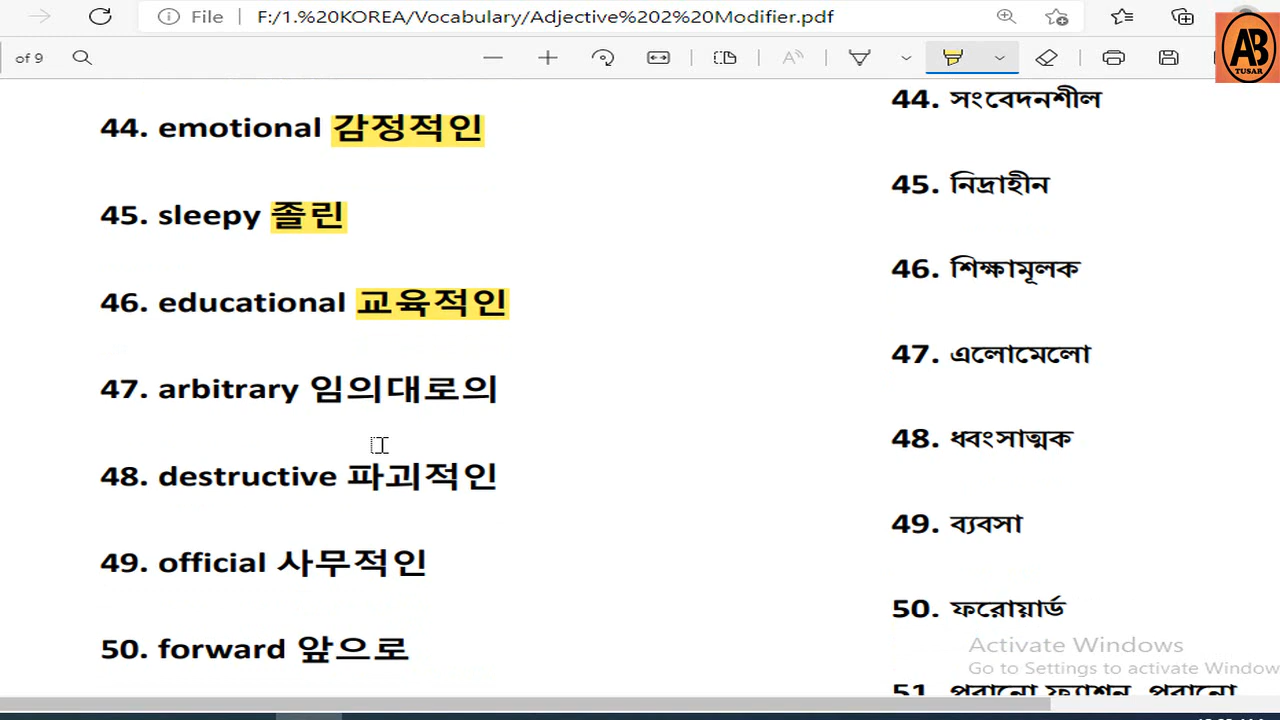 File F:/1.%20KOREA/Vocabulary/Adjective%202%20Modifier.pdf
of 9
AB
TUSAR
44. emotional 감정적인
45. sleepy 졸린
46. educational 교육적인
47. arbitrary 임의대로의
48. destructive 파괴적인
49. official 사무적인
50. forward 앞으로
44. সংবেদনশীল
45. নিদ্রাহীন
46. শিক্ষামূলক
47. এলোমেলো
48. ধ্বংসাত্মক
49. ব্যবসা
50. ফরোয়ার্ড
51. পুরানো ফ্যাশন, পুরানো
Activate Windows
Go to Settings to activate Window